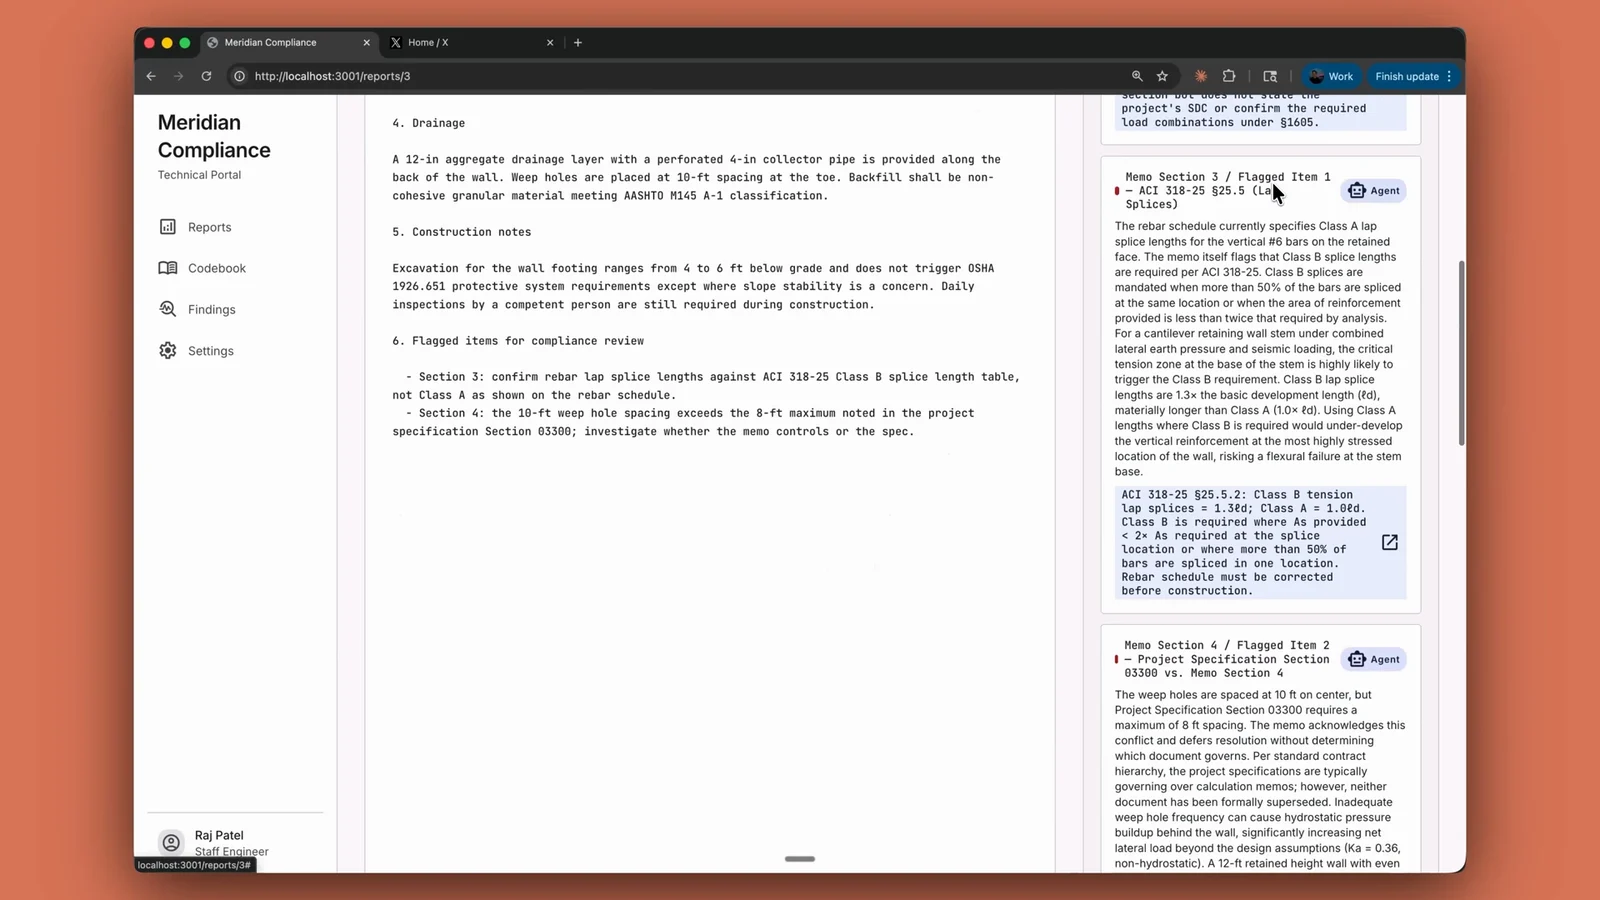 Meridian Compliance
Home / X
http://localhost:3001/reports/3
Work
Finish update
Meridian
Compliance
Technical Portal
Reports
Codebook
Findings
Settings
Raj Patel
Staff Engineer
localhost:3001/reports/3#
4. Drainage
A 12-in aggregate drainage layer with a perforated 4-in collector pipe is provided along the
back of the wall. Weep holes are placed at 10-ft spacing at the toe. Backfill shall be non-
cohesive granular material meeting AASHTO M145 A-1 classification.
5. Construction notes
Excavation for the wall footing ranges from 4 to 6 ft below grade and does not trigger OSHA
1926.651 protective system requirements except where slope stability is a concern. Daily
inspections by a competent person are still required during construction.
6. Flagged items for compliance review
- Section 3: confirm rebar lap splice lengths against ACI 318-25 Class B splice length table,
not Class A as shown on the rebar schedule.
- Section 4: the 10-ft weep hole spacing exceeds the 8-ft maximum noted in the project
specification Section 03300; investigate whether the memo controls or the spec.
section but does not state the
project's SDC or confirm the required
load combinations under §1605.
Memo Section 3 / Flagged Item 1
— ACI 318-25 §25.5 (La
Splices)
Agent
The rebar schedule currently specifies Class A lap
splice lengths for the vertical #6 bars on the retained
face. The memo itself flags that Class B splice lengths
are required per ACI 318-25. Class B splices are
mandated when more than 50% of the bars are spliced
at the same location or when the area of reinforcement
provided is less than twice that required by analysis.
For a cantilever retaining wall stem under combined
lateral earth pressure and seismic loading, the critical
tension zone at the base of the stem is highly likely to
trigger the Class B requirement. Class B lap splice
lengths are 1.3× the basic development length (ℓd),
materially longer than Class A (1.0× ℓd). Using Class A
lengths where Class B is required would under-develop
the vertical reinforcement at the most highly stressed
location of the wall, risking a flexural failure at the stem
base.
ACI 318-25 §25.5.2: Class B tension
lap splices = 1.3ℓd; Class A = 1.0ℓd.
Class B is required where As provided
< 2× As required at the splice
location or where more than 50% of
bars are spliced in one location.
Rebar schedule must be corrected
before construction.
Memo Section 4 / Flagged Item 2
— Project Specification Section
03300 vs. Memo Section 4
Agent
The weep holes are spaced at 10 ft on center, but
Project Specification Section 03300 requires a
maximum of 8 ft spacing. The memo acknowledges this
conflict and defers resolution without determining
which document governs. Per standard contract
hierarchy, the project specifications are typically
governing over calculation memos; however, neither
document has been formally superseded. Inadequate
weep hole frequency can cause hydrostatic pressure
buildup behind the wall, significantly increasing net
lateral load beyond the design assumptions (Ka = 0.36,
non-hydrostatic). A 12-ft retained height wall with even